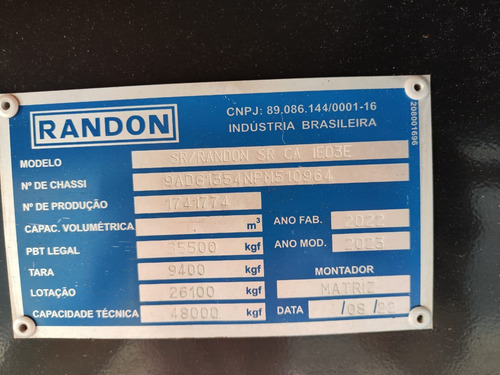 RANDON
CNPJ: 89.086.144/0001-16
INDÚSTRIA BRASILEIRA
208001696
MODELO SR/RANDON SR CA IED3E
Nº DE CHASSI 9ADG1354NPM510964
Nº DE PRODUÇÃO 1741774
CAPAC. VOLUMÉTRICA m³ ANO FAB. 2022
PBT LEGAL 35500 kgf ANO MOD. 2023
TARA 9400 kgf MONTADOR
LOTAÇÃO 26100 kgf MATRIZ
CAPACIDADE TÉCNICA 48000 kgf DATA /08/22